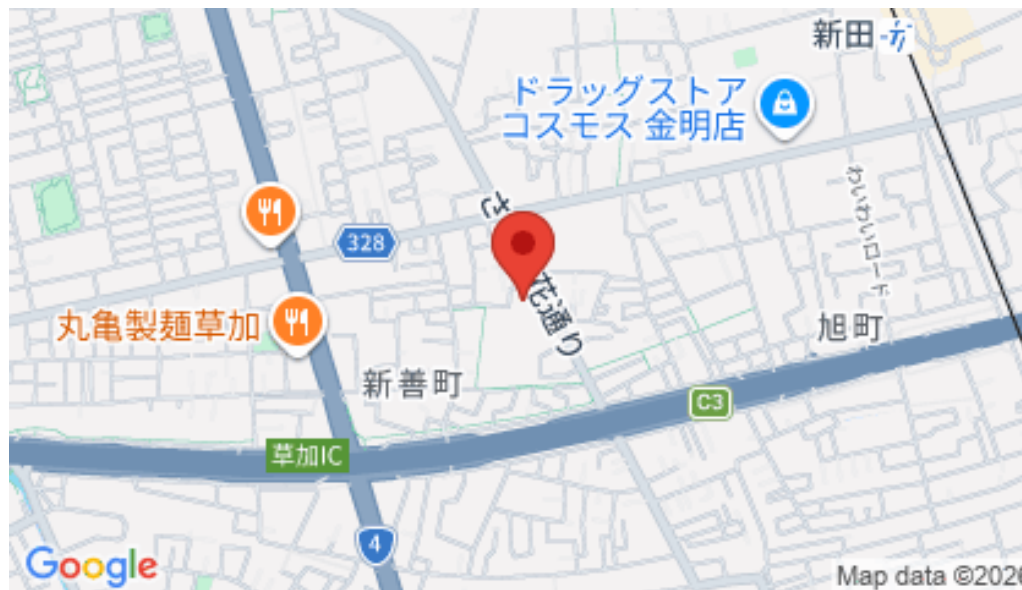 新田
ドラッグストア
コスモス 金明店
わいわいロード
さ
328
花通り
丸亀製麺草加
旭町
新善町
C3
草加IC
4
Google
Map data ©2026